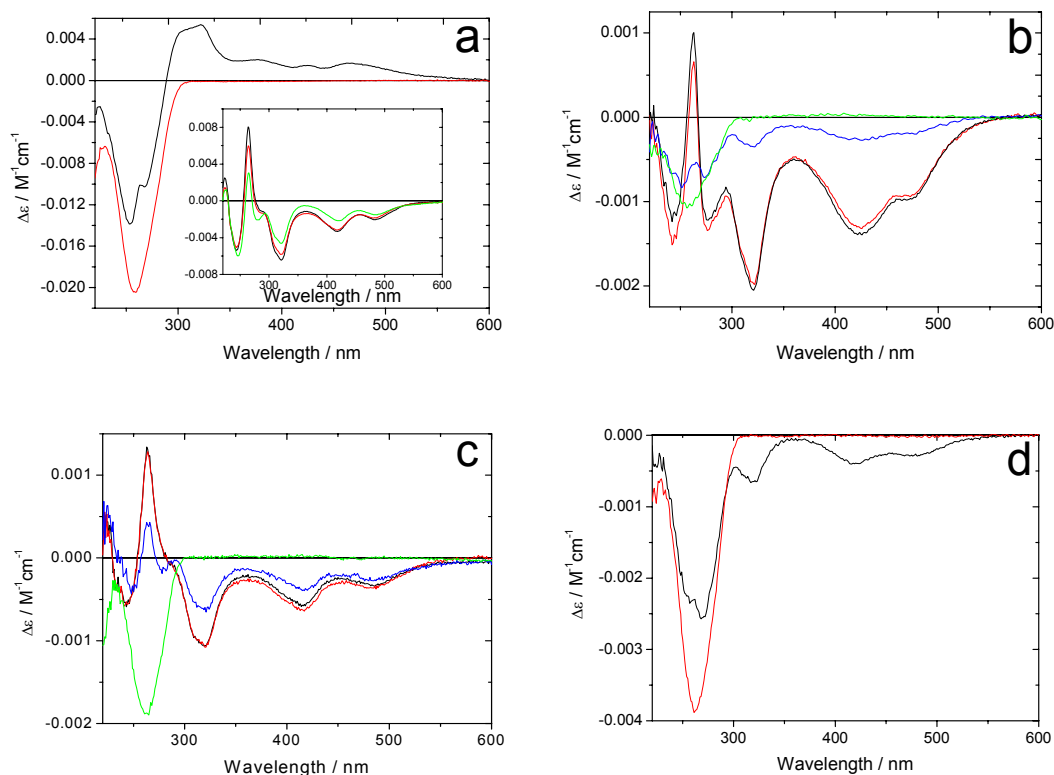 a
0.004
0.000
-0.004
-0.008
-0.012
-0.016
-0.020
Δε / M⁻¹cm⁻¹
300 400 500 600
Wavelength / nm
0.008
0.004
0.000
-0.004
-0.008
300 400 500 600
Wavelength / nm
b
0.001
0.000
-0.001
-0.002
Δε / M⁻¹cm⁻¹
300 400 500 600
Wavelength / nm
c
0.001
0.000
-0.001
-0.002
Δε / M⁻¹cm⁻¹
300 400 500 600
Wavelength / nm
d
0.000
-0.001
-0.002
-0.003
-0.004
Δε / M⁻¹cm⁻¹
300 400 500 600
Wavelength / nm